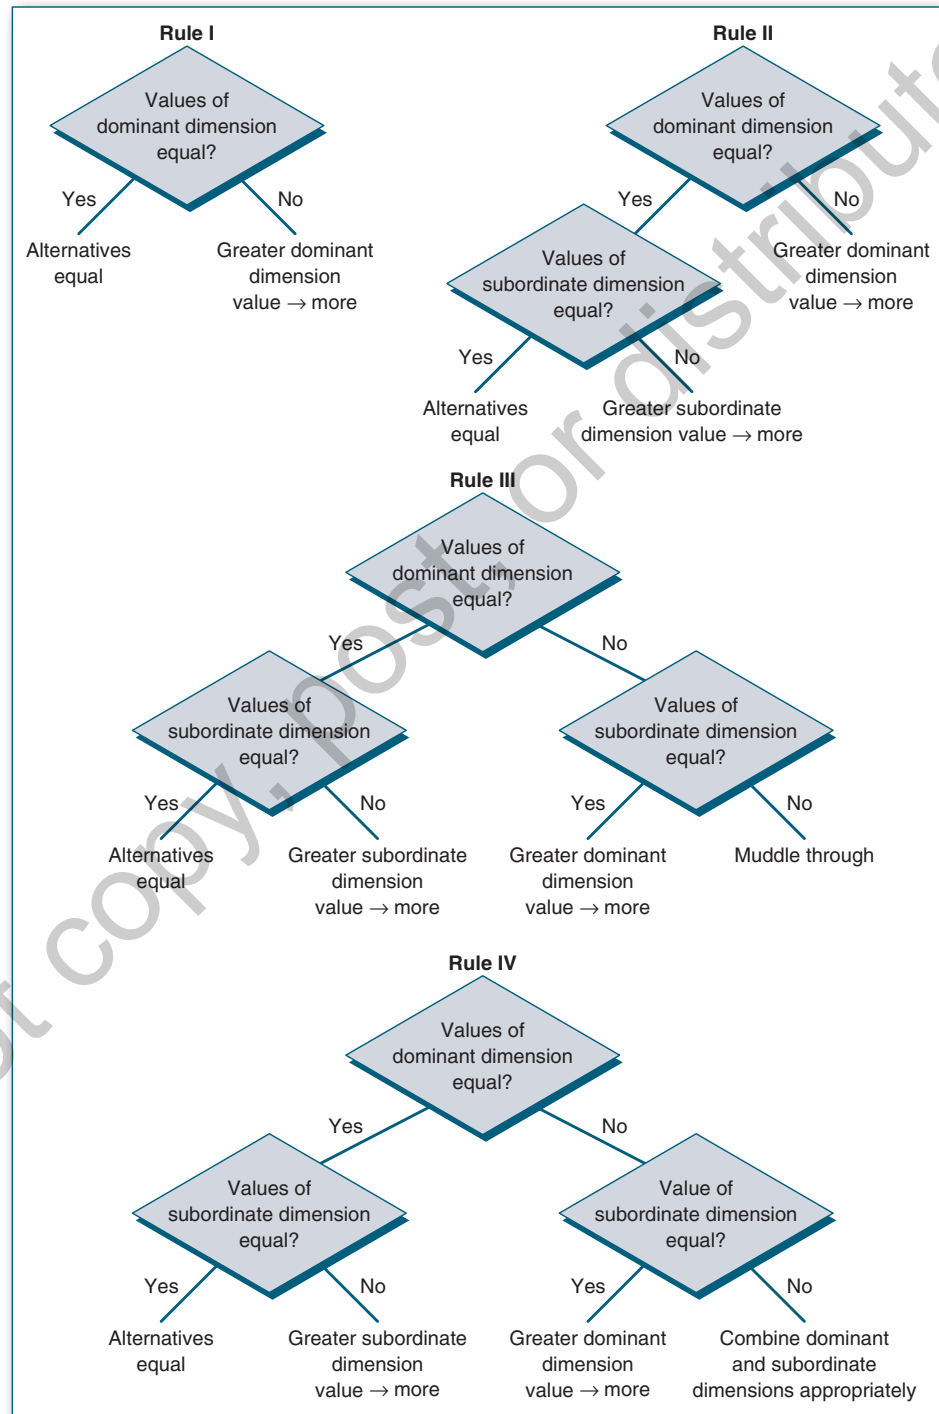 Rule I
Values of
dominant dimension
equal?
Yes
No
Alternatives
equal
Greater dominant
dimension
value → more
Rule II
Values of
dominant dimension
equal?
Yes
No
Values of
subordinate dimension
equal?
Greater dominant
dimension
value → more
Yes
No
Alternatives
equal
Greater subordinate
dimension value → more
Rule III
Values of
dominant dimension
equal?
Yes
No
Values of
subordinate dimension
equal?
Values of
subordinate dimension
equal?
Yes
No
Yes
No
Alternatives
equal
Greater subordinate
dimension
value → more
Greater dominant
dimension
value → more
Muddle through
Rule IV
Values of
dominant dimension
equal?
Yes
No
Values of
subordinate dimension
equal?
Value of
subordinate dimension
equal?
Yes
No
Yes
No
Alternatives
equal
Greater subordinate
dimension
value → more
Greater dominant
dimension
value → more
Combine dominant
and subordinate
dimensions appropriately
copy, post, or distribute